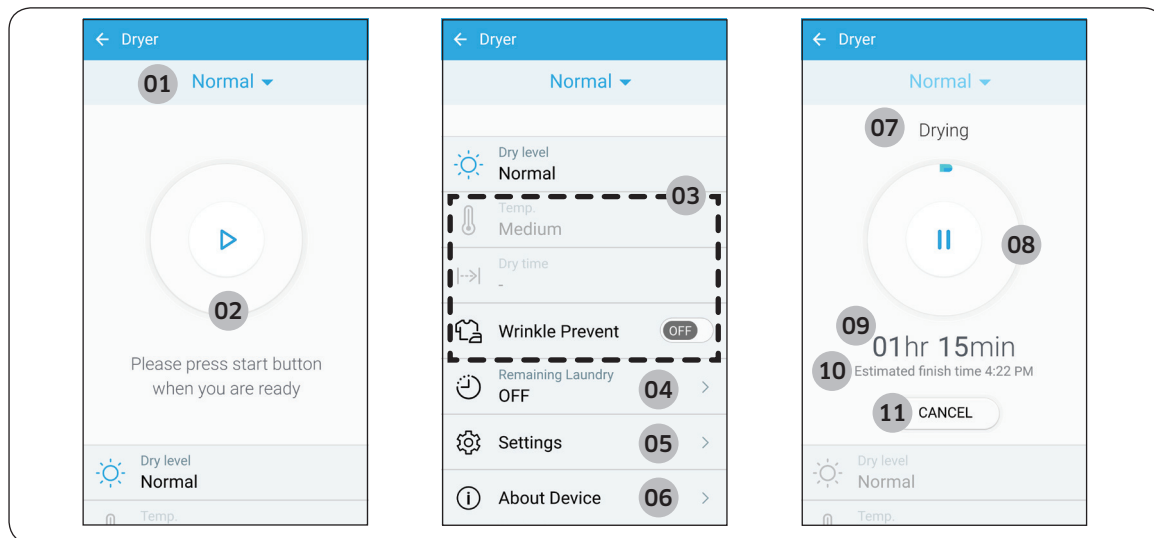 Dryer
01 Normal
02
Please press start button
when you are ready
Dry level
Normal
Temp.
Dryer
Normal
Dry level
Normal
03
Temp.
Medium
Dry time
-
Wrinkle Prevent OFF
Remaining Laundry
OFF 04
Settings 05
About Device 06
Dryer
Normal
07 Drying
08
09
01hr 15min
10 Estimated finish time 4:22 PM
11 CANCEL
Dry level
Normal
Temp.